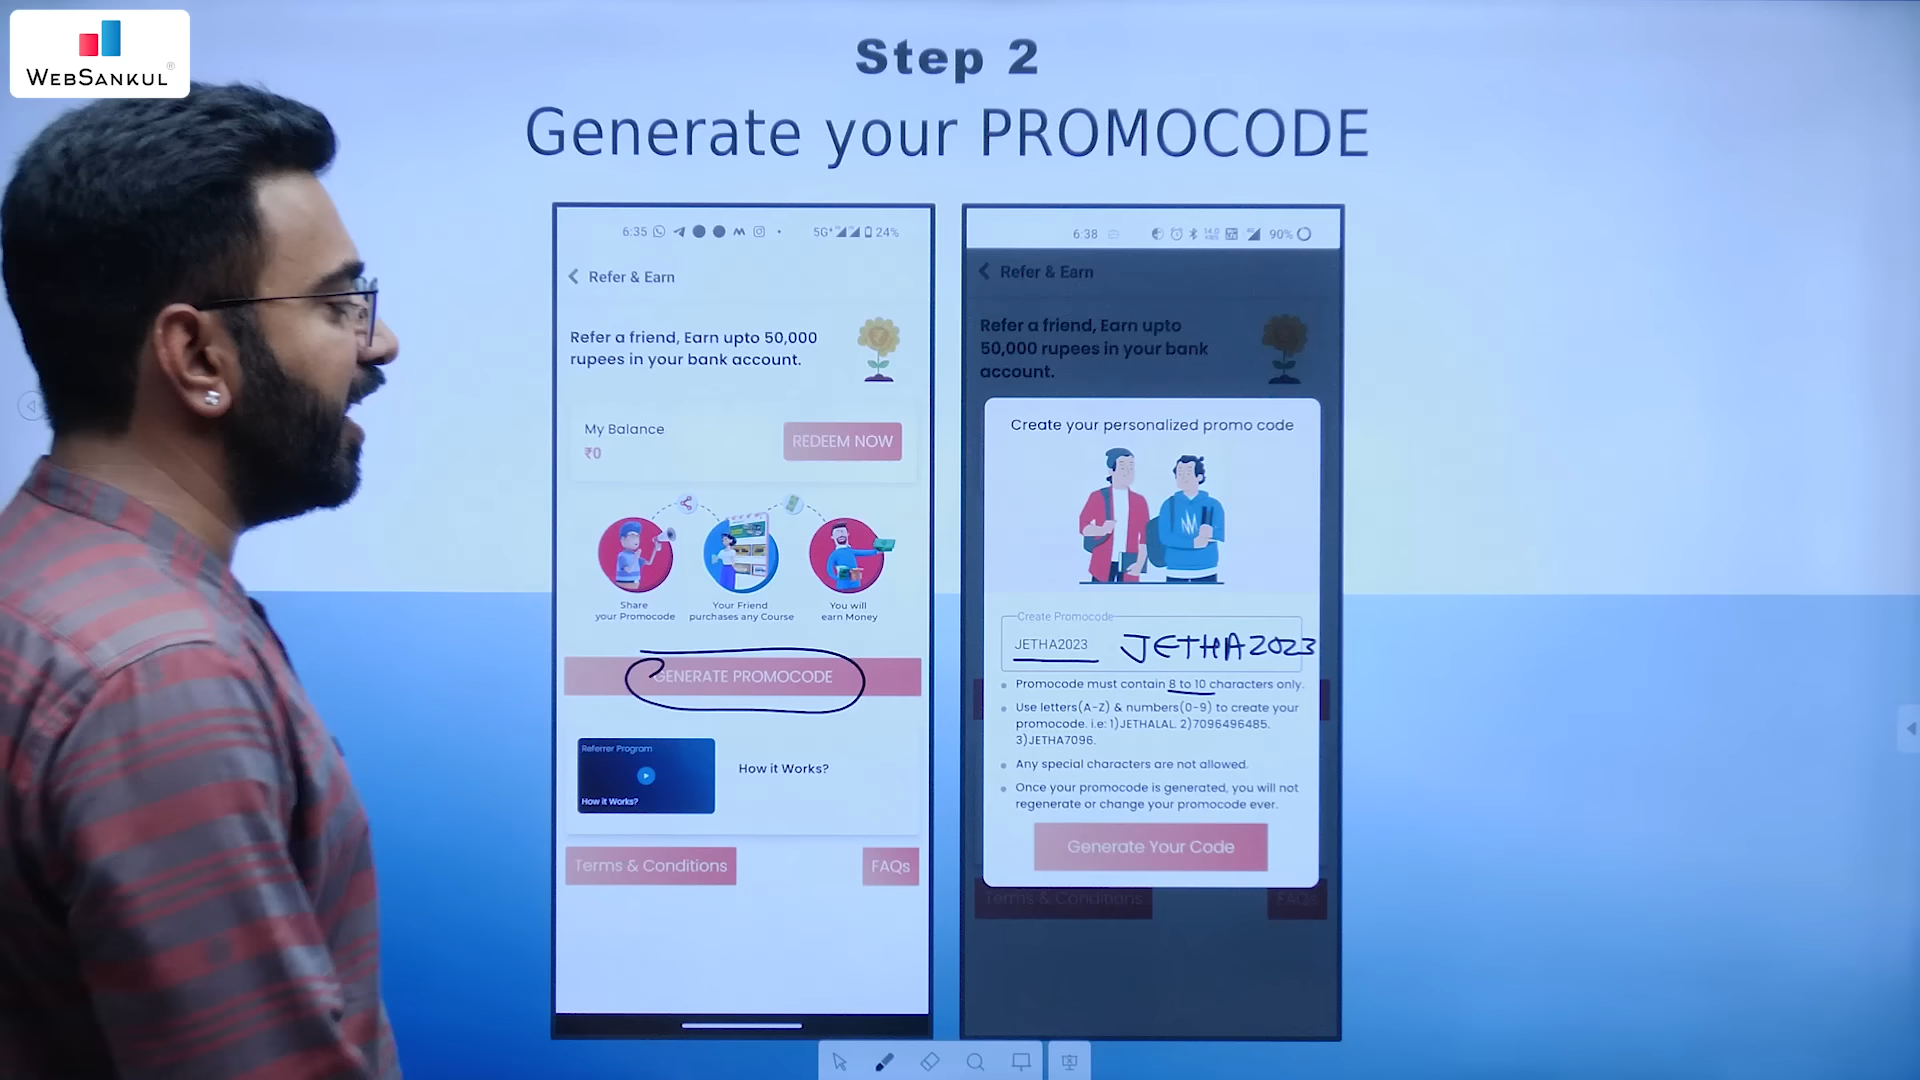 WEBSANKUL®
Step 2
Generate your PROMOCODE
6:35
5G+
24%
Refer & Earn
Refer a friend, Earn upto 50,000
rupees in your bank account.
My Balance
₹0
REDEEM NOW
Share
your Promocode
Your Friend
purchases any Course
You will
earn Money
GENERATE PROMOCODE
Referrer Program
How it Works?
How it Works?
Terms & Conditions
FAQs
6:38
14.0
90%
Refer & Earn
Refer a friend, Earn upto
50,000 rupees in your bank
account.
Create your personalized promo code
Create Promocode
JETHA2023
JETHA2023
Promocode must contain 8 to 10 characters only.
Use letters(A-Z) & numbers(0-9) to create your
promocode. i.e: 1)JETHALAL. 2)7096496485.
3)JETHA7096.
Any special characters are not allowed.
Once your promocode is generated, you will not
regenerate or change your promocode ever.
Generate Your Code
Terms & Conditions
FAQs